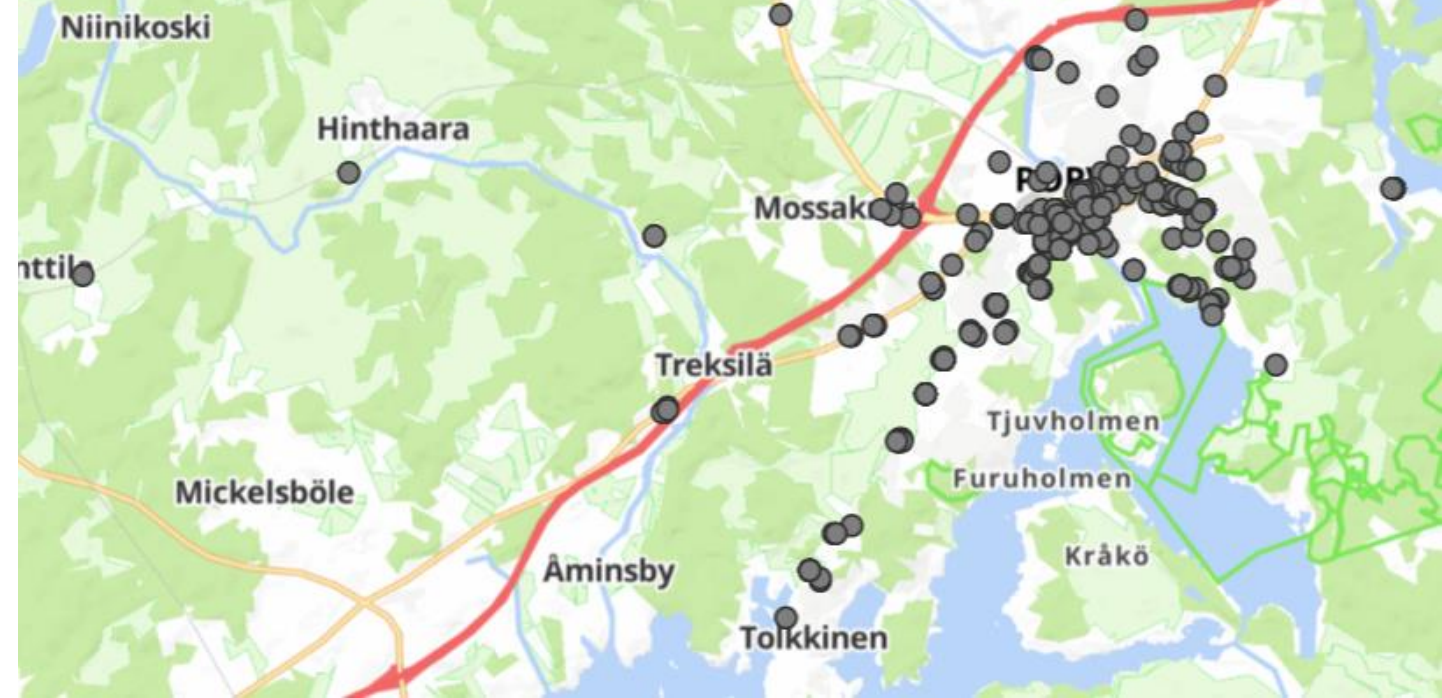 Niinikoski
Hinthaara
Mossak
Treksilä
Tjuvholmen
Furuholmen
Mickelsböle
Kråkö
Åminsby
Tolkkinen